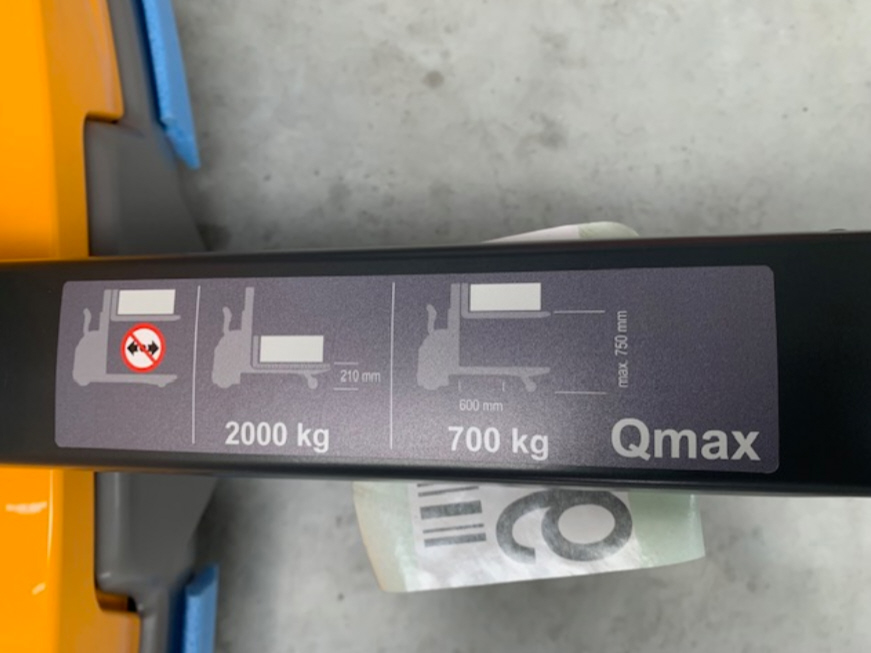 210 mm
2000 kg
max. 750 mm
600 mm
700 kg
Qmax